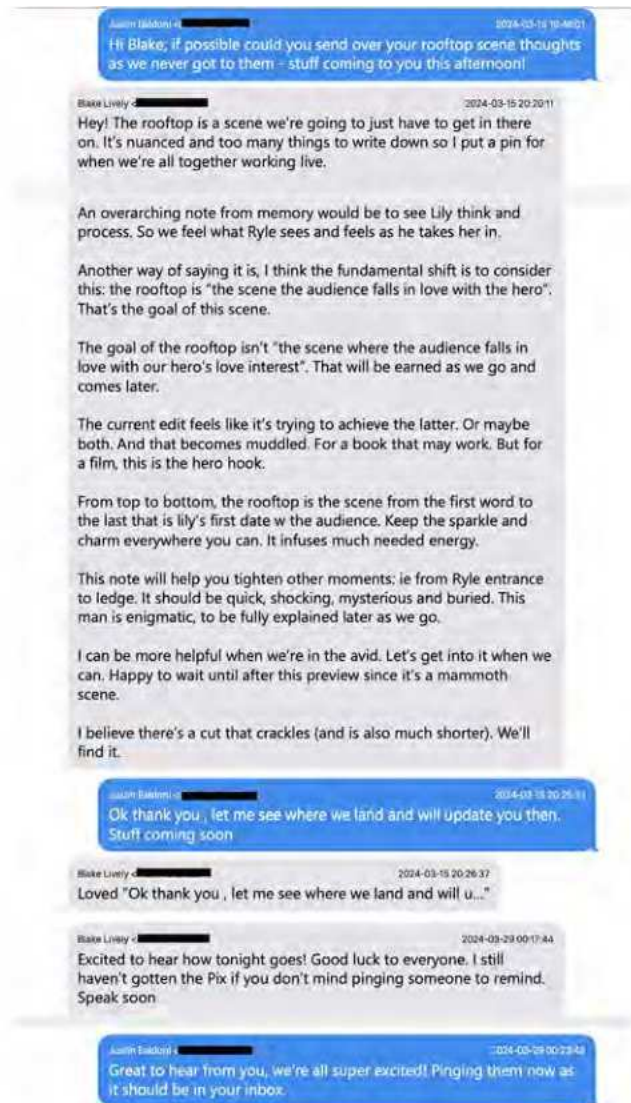 Justin Baldoni < 2024-03-15
Hi Blake, if possible could you send over your rooftop scene thoughts
as we never got to them - stuff coming to you this afternoon!
Blake Lively < 2024-03-15 20:20:11
Hey! The rooftop is a scene we're going to just have to get in there
on. It's nuanced and too many things to write down so I put a pin for
when we're all together working live.
An overarching note from memory would be to see Lily think and
process. So we feel what Ryle sees and feels as he takes her in.
Another way of saying it is, I think the fundamental shift is to consider
this: the rooftop is "the scene the audience falls in love with the hero".
That's the goal of this scene.
The goal of the rooftop isn't "the scene where the audience falls in
love with our hero's love interest". That will be earned as we go and
comes later.
The current edit feels like it's trying to achieve the latter. Or maybe
both. And that becomes muddled. For a book that may work. But for
a film, this is the hero hook.
From top to bottom, the rooftop is the scene from the first word to
the last that is lily's first date w the audience. Keep the sparkle and
charm everywhere you can. It infuses much needed energy.
This note will help you tighten other moments; ie from Ryle entrance
to ledge. It should be quick, shocking, mysterious and buried. This
man is enigmatic, to be fully explained later as we go.
I can be more helpful when we're in the avid. Let's get into it when we
can. Happy to wait until after this preview since it's a mammoth
scene.
I believe there's a cut that crackles (and is also much shorter). We'll
find it.
Justin Baldoni < 2024-03-15
Ok thank you , let me see where we land and will update you then.
Stuff coming soon
Blake Lively < 2024-03-15 20:26:37
Loved "Ok thank you , let me see where we land and will u..."
Blake Lively < 2024-03-29 00:17:44
Excited to hear how tonight goes! Good luck to everyone. I still
haven't gotten the Pix if you don't mind pinging someone to remind.
Speak soon
Justin Baldoni < 2024-03-29
Great to hear from you, we're all super excited! Pinging them now as
it should be in your inbox.